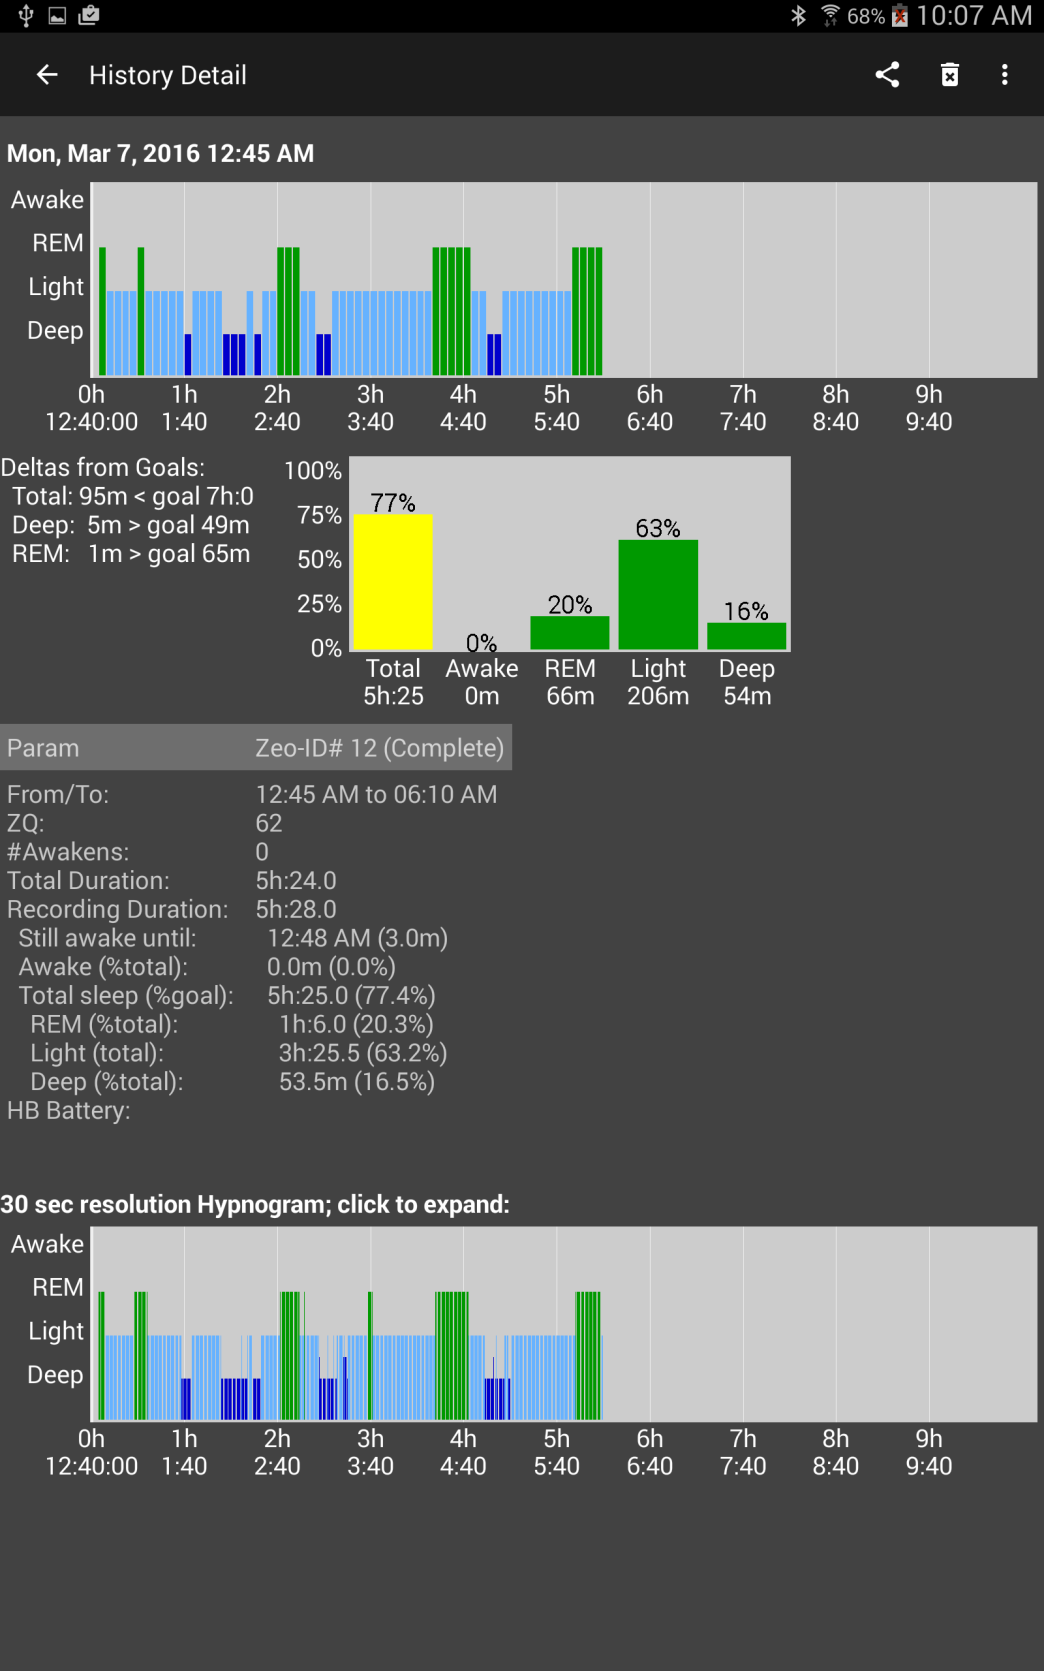 68% 10:07 AM
History Detail
Mon, Mar 7, 2016 12:45 AM
Awake
REM
Light
Deep
0h 1h 2h 3h 4h 5h 6h 7h 8h 9h
12:40:00 1:40 2:40 3:40 4:40 5:40 6:40 7:40 8:40 9:40
Deltas from Goals:
Total: 95m < goal 7h:0
Deep: 5m > goal 49m
REM: 1m > goal 65m
100%
75%
50%
25%
0%
77%
0%
20%
63%
16%
Total Awake REM Light Deep
5h:25 0m 66m 206m 54m
Param Zeo-ID# 12 (Complete)
From/To: 12:45 AM to 06:10 AM
ZQ: 62
#Awakens: 0
Total Duration: 5h:24.0
Recording Duration: 5h:28.0
Still awake until: 12:48 AM (3.0m)
Awake (%total): 0.0m (0.0%)
Total sleep (%goal): 5h:25.0 (77.4%)
REM (%total): 1h:6.0 (20.3%)
Light (total): 3h:25.5 (63.2%)
Deep (%total): 53.5m (16.5%)
HB Battery:
30 sec resolution Hypnogram; click to expand:
Awake
REM
Light
Deep
0h 1h 2h 3h 4h 5h 6h 7h 8h 9h
12:40:00 1:40 2:40 3:40 4:40 5:40 6:40 7:40 8:40 9:40